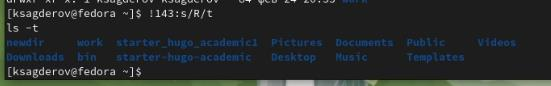 [ksagderov@fedora ~]$ !143:s/R/t
ls -t
newdir work starter_hugo_academic1 Pictures Documents Public Videos
Downloads bin starter-hugo-academic Desktop Music Templates
[ksagderov@fedora ~]$